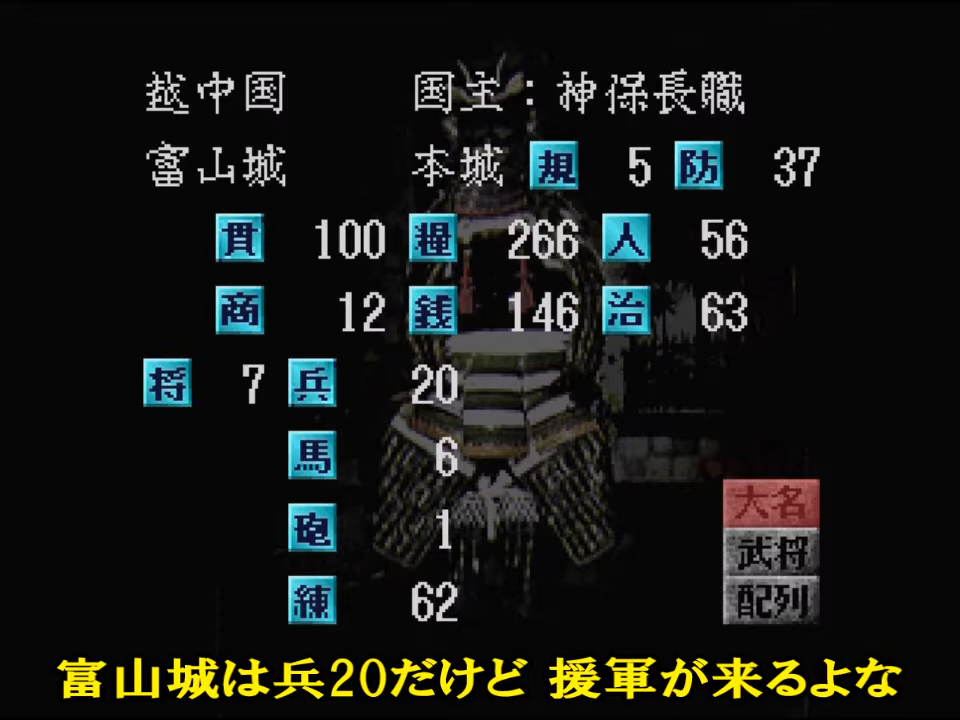 越中国 国主：神保長職
富山城 本城 規 5 防 37
貫 100 糧 266 人 56
商 12 銭 146 治 63
将 7 兵 20
馬 6
砲 1
大名
練 62
武将
配列
富山城は兵20だけど 援軍が来るよな